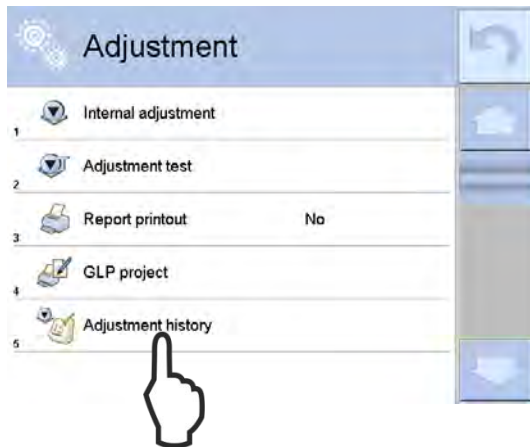 Adjustment
1 Internal adjustment
2 Adjustment test
3 Report printout No
4 GLP project
5 Adjustment history